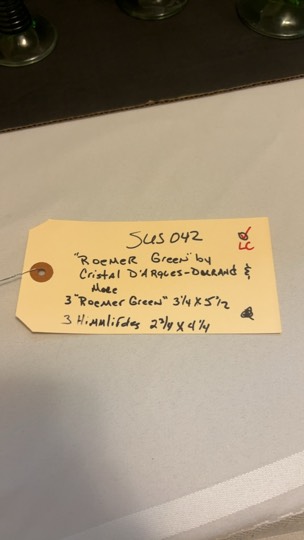 SUS 042
"ROEMER GREEN" by
CRISTAL D'ARQUES-DURAND &
MORE
3 "ROEMER GREEN" 3 1/4 X 5 1/2
3 2 3/4 X 4 1/4